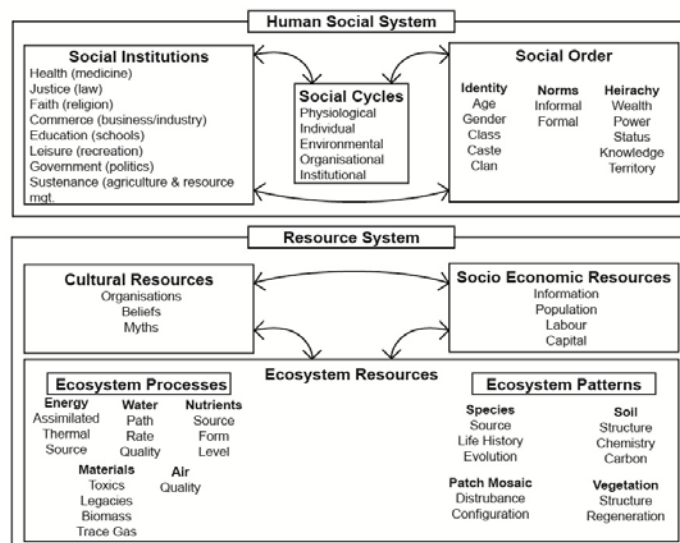 Human Social System
Social Institutions
Health (medicine)
Justice (law)
Faith (religion)
Commerce (business/industry)
Education (schools)
Leisure (recreation)
Government (politics)
Sustenance (agriculture & resource
mgt.
Social Cycles
Physiological
Individual
Environmental
Organisational
Institutional
Social Order
Identity
Age
Gender
Class
Caste
Clan
Norms
Informal
Formal
Heirachy
Wealth
Power
Status
Knowledge
Territory
Resource System
Cultural Resources
Organisations
Beliefs
Myths
Socio Economic Resources
Information
Population
Labour
Capital
Ecosystem Resources
Ecosystem Processes
Energy
Assimilated
Thermal
Source
Water
Path
Rate
Quality
Nutrients
Source
Form
Level
Materials
Toxics
Legacies
Biomass
Trace Gas
Air
Quality
Ecosystem Patterns
Species
Source
Life History
Evolution
Soil
Structure
Chemistry
Carbon
Patch Mosaic
Distrubance
Configuration
Vegetation
Structure
Regeneration